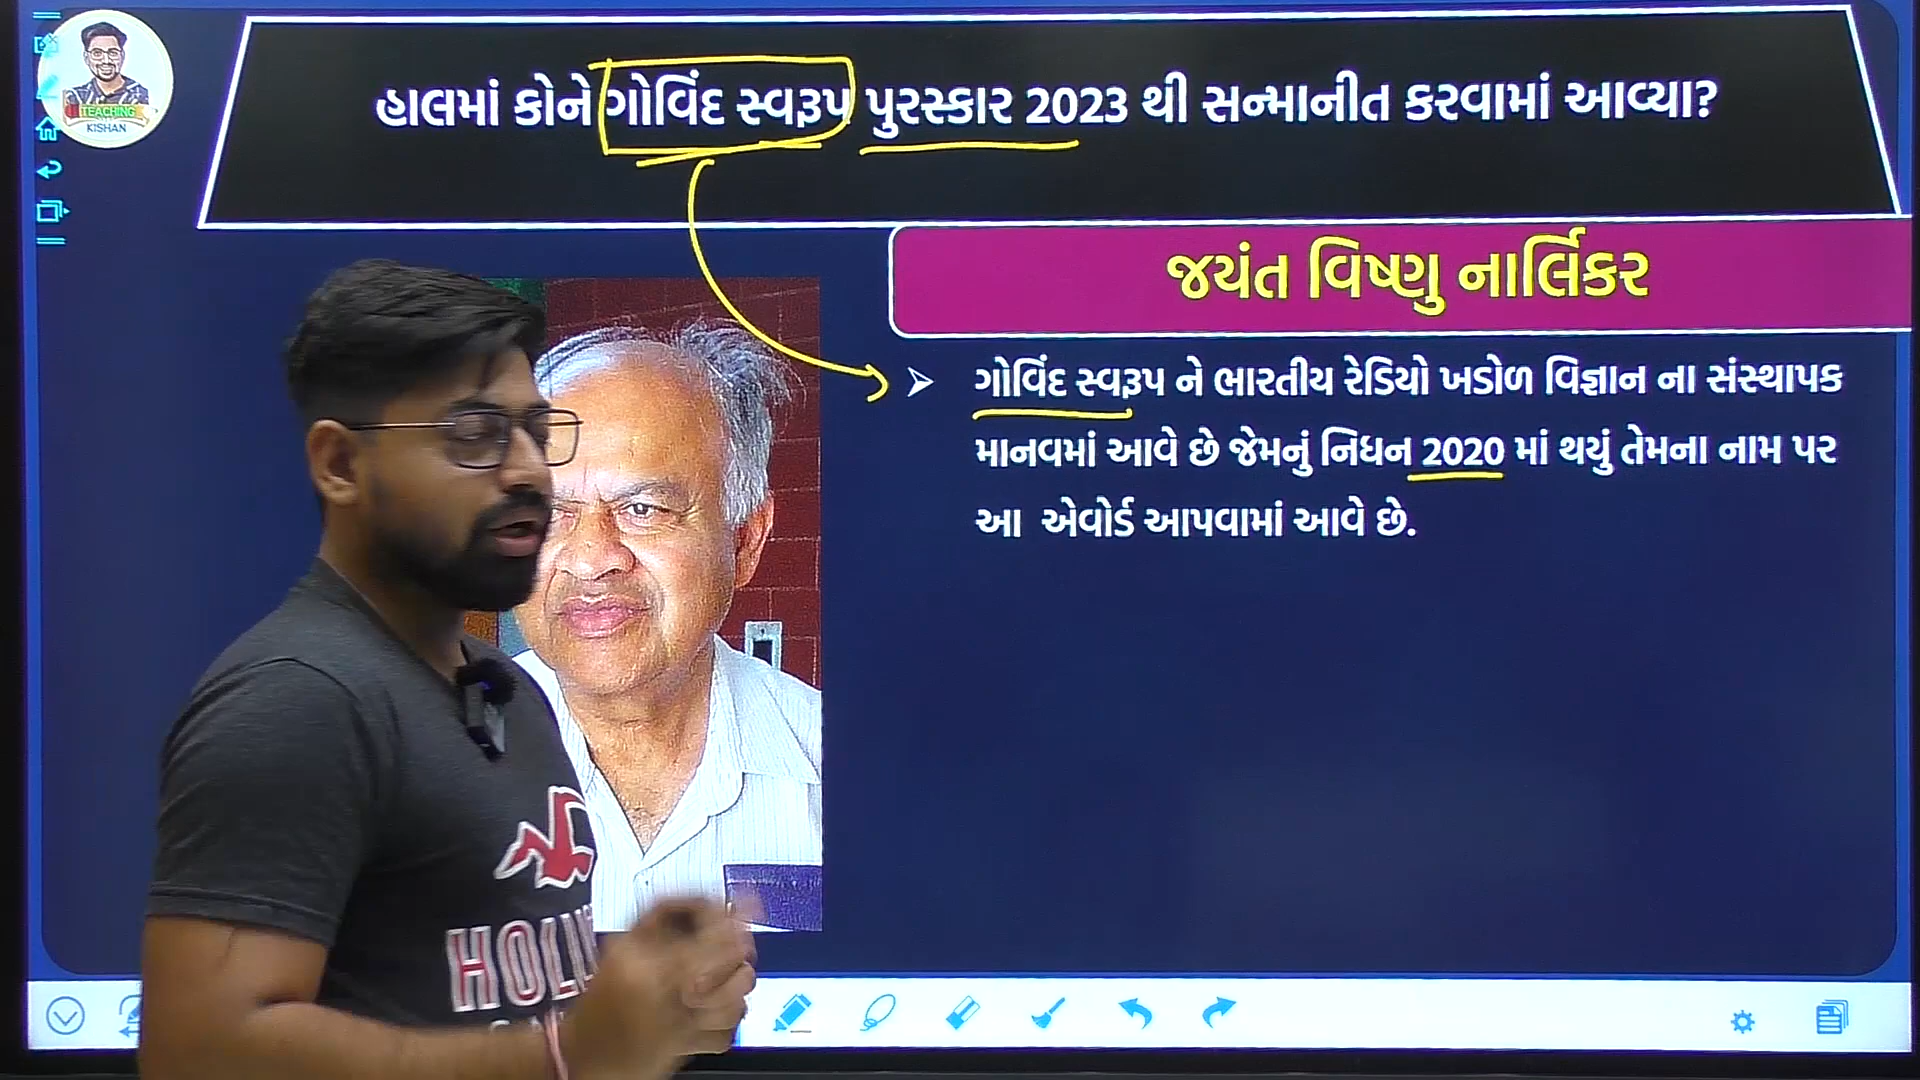 TEACHING
KISHAN
હાલમાં કોને ગોવિંદ સ્વરૂપ પુરસ્કાર 2023 થી સન્માનીત કરવામાં આવ્યા?
જયંત વિષ્ણુ નાર્લિકર
ગોવિંદ સ્વરૂપ ને ભારતીય રેડિયો ખડોળ વિજ્ઞાન ના સંસ્થાપક
માનવમાં આવે છે જેમનું નિધન 2020 માં થયું તેમના નામ પર
આ એવોર્ડ આપવામાં આવે છે.